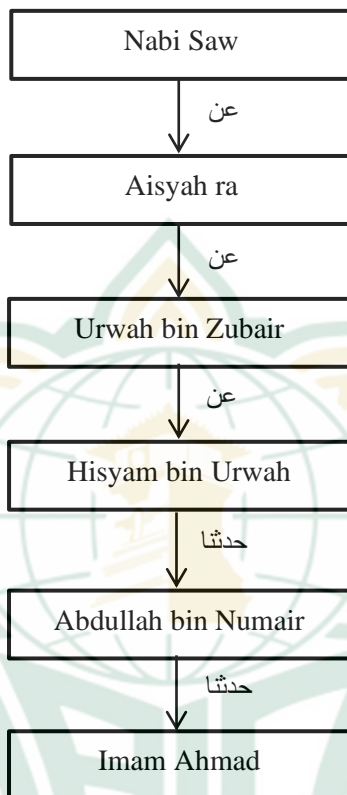 Nabi Saw
عن
Aisyah ra
عن
Urwah bin Zubair
عن
Hisyam bin Urwah
حدثنا
Abdullah bin Numair
حدثنا
Imam Ahmad